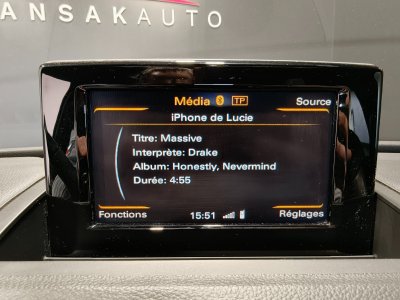 ANSAKAUTO
Média TP Source
iPhone de Lucie
Titre: Massive
Interprète: Drake
Album: Honestly, Nevermind
Durée: 4:55
Fonctions 15:51 Réglages